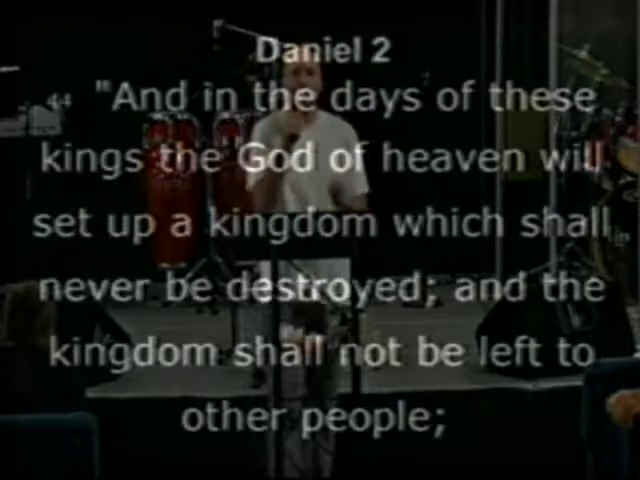 Daniel 2
44 "And in the days of these
kings the God of heaven will
set up a kingdom which shall
never be destroyed; and the
kingdom shall not be left to
other people;